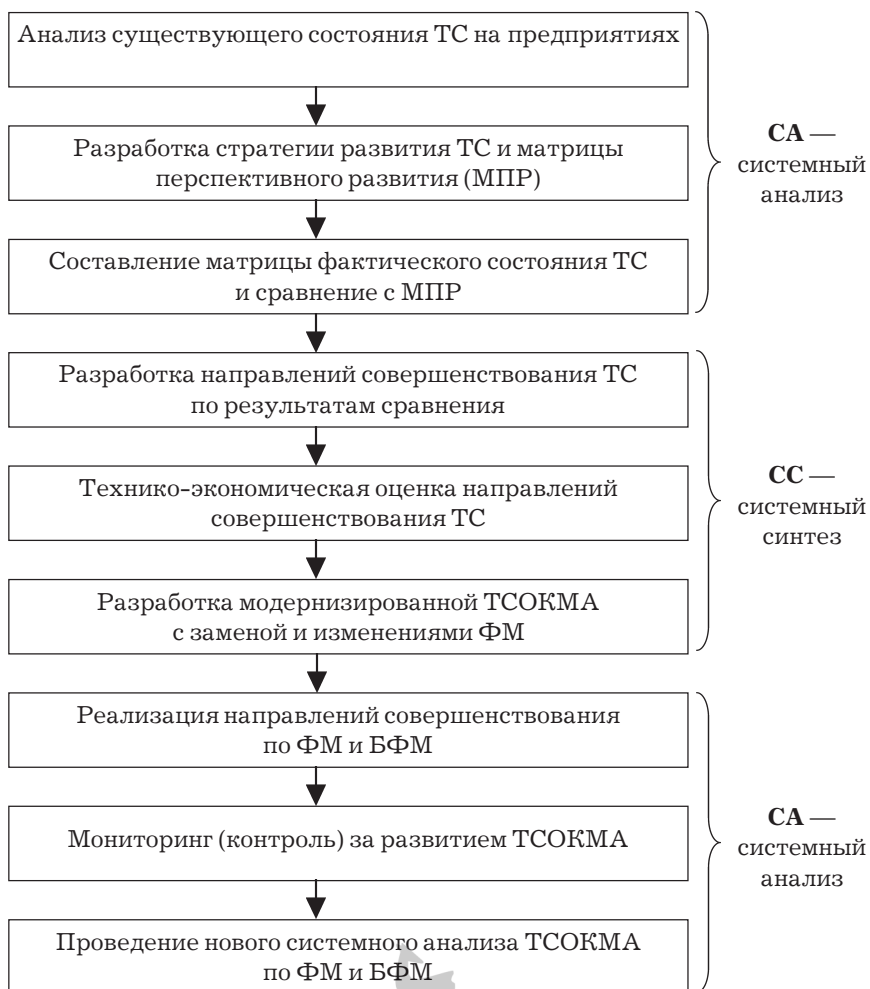 Анализ существующего состояния ТС на предприятиях
Разработка стратегии развития ТС и матрицы
перспективного развития (МПР)
Составление матрицы фактического состояния ТС
и сравнение с МПР
СА —
системный
анализ
Разработка направлений совершенствования ТС
по результатам сравнения
Технико-экономическая оценка направлений
совершенствования ТС
Разработка модернизированной ТСОКМА
с заменой и изменениями ФМ
СС —
системный
синтез
Реализация направлений совершенствования
по ФМ и БФМ
Мониторинг (контроль) за развитием ТСОКМА
Проведение нового системного анализа ТСОКМА
по ФМ и БФМ
СА —
системный
анализ